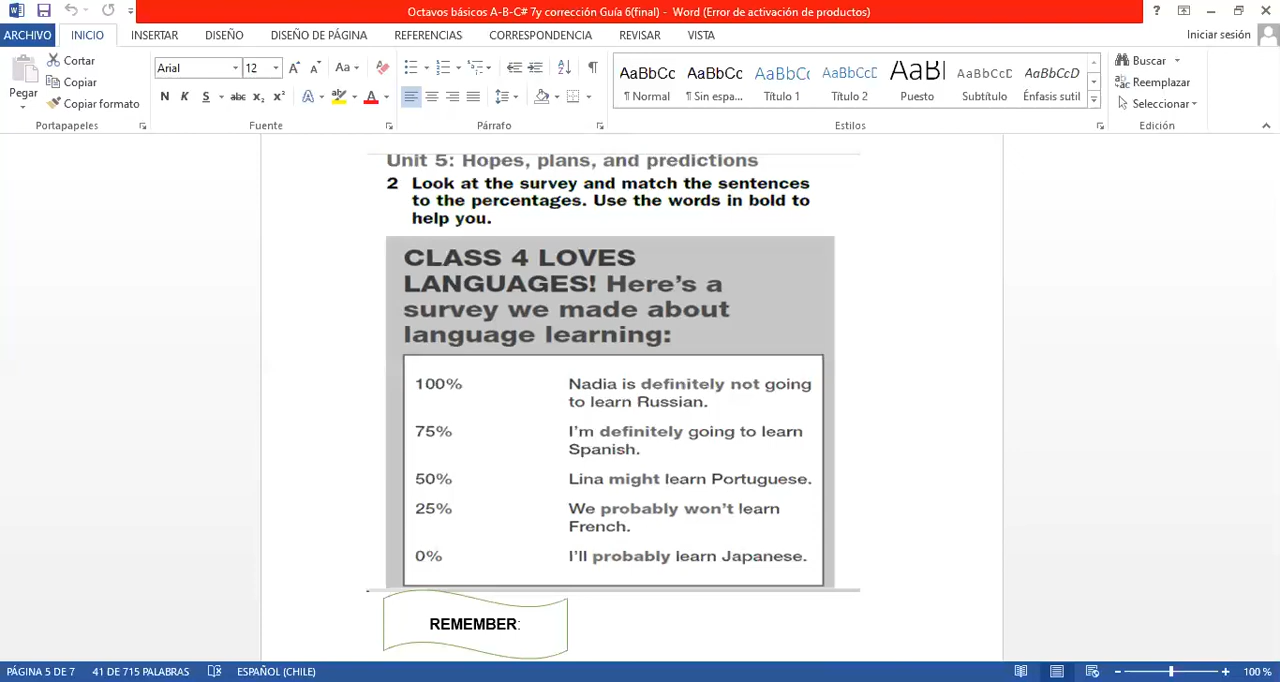 Octavos básicos A-B-C# 7y corrección Guía 6(final) - Word (Error de activación de productos)
?
ARCHIVO INICIO INSERTAR DISEÑO DISEÑO DE PÁGINA REFERENCIAS CORRESPONDENCIA REVISAR VISTA Iniciar sesión
Pegar
Cortar
Copiar
Copiar formato
Portapapeles
Arial 12
N K S abc x₂ x² A A
Aa
Fuente
Párrafo
AaBbCc AaBbCc AaBbCc AaBbCcD AaBl AaBbCcD AaBbCcD
¶ Normal ¶ Sin espa... Título 1 Título 2 Puesto Subtítulo Énfasis sutil
Estilos
Buscar
Reemplazar
Seleccionar
Edición
Unit 5: Hopes, plans, and predictions
2 Look at the survey and match the sentences
to the percentages. Use the words in bold to
help you.
CLASS 4 LOVES
LANGUAGES! Here's a
survey we made about
language learning:
100% Nadia is definitely not going
to learn Russian.
75% I'm definitely going to learn
Spanish.
50% Lina might learn Portuguese.
25% We probably won't learn
French.
0% I'll probably learn Japanese.
REMEMBER:
PÁGINA 5 DE 7 41 DE 715 PALABRAS ESPAÑOL (CHILE) 100 %